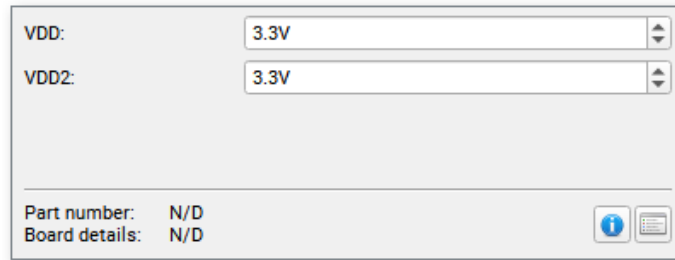 VDD: 3.3V
VDD2: 3.3V
Part number: N/D
Board details: N/D